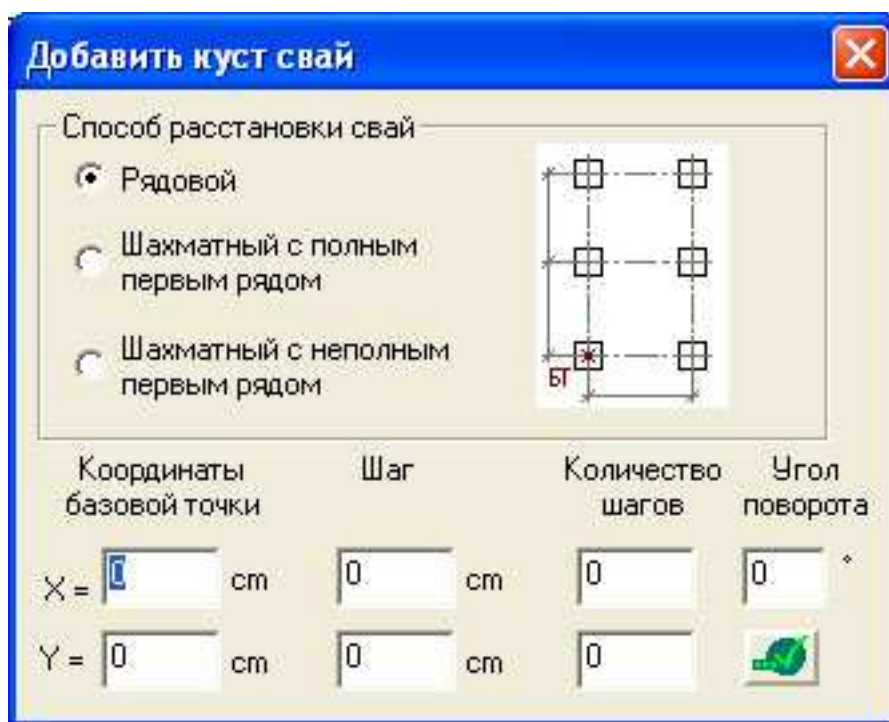 Добавить куст свай
Способ расстановки свай
Рядовой
Шахматный с полным
первым рядом
Шахматный с неполным
первым рядом
БТ
Координаты
базовой точки
Шаг
Количество
шагов
Угол
поворота
X = 0 cm 0 cm 0 0 °
Y = 0 cm 0 cm 0